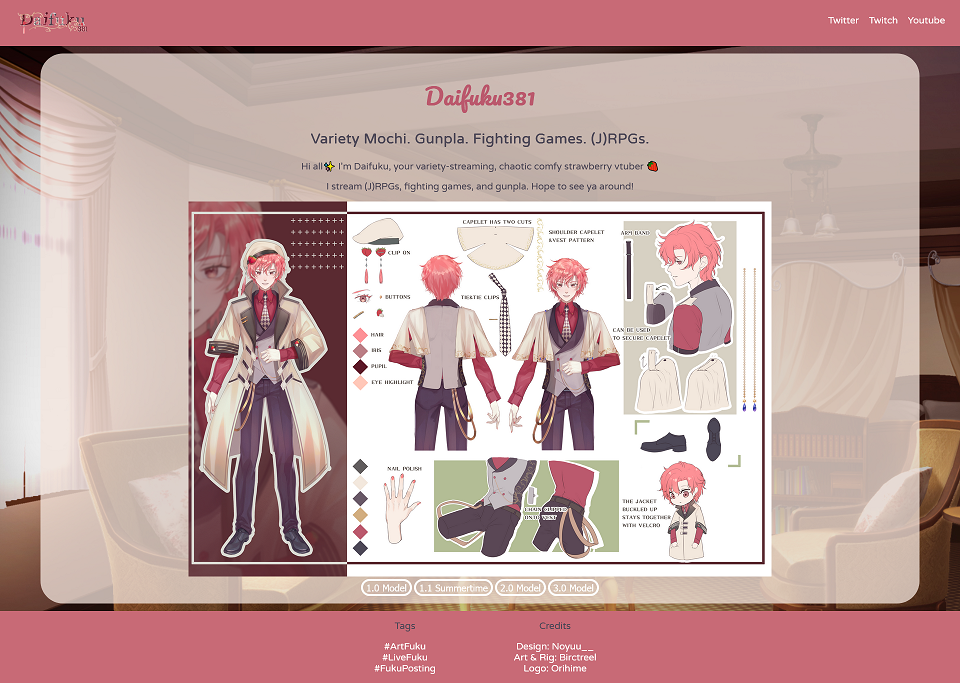 Daifuku
381
Twitter Twitch Youtube
Daifuku381
Variety Mochi. Gunpla. Fighting Games. (J)RPGs.
Hi all✨ I'm Daifuku, your variety-streaming, chaotic comfy strawberry vtuber 🍓
I stream (J)RPGs, fighting games, and gunpla. Hope to see ya around!
CLIP ON
BUTTONS
HAIR
IRIS
PUPIL
EYE HIGHLIGHT
CAPELET HAS TWO CUTS
SHOULDER CAPELET
&VEST PATTERN
TIE&TIE CLIPS
ARM BAND
CAN BE USED
TO SECURE CAPELET
NAIL POLISH
CHAIN CLIPPED
ONTO VEST
THE JACKET
BUCKLED UP
STAYS TOGETHER
WITH VELCRO
1.0 Model 1.1 Summertime 2.0 Model 3.0 Model
Tags
#ArtFuku
#LiveFuku
#FukuPosting
Credits
Design: Noyuu__
Art & Rig: Birctreel
Logo: Orihime